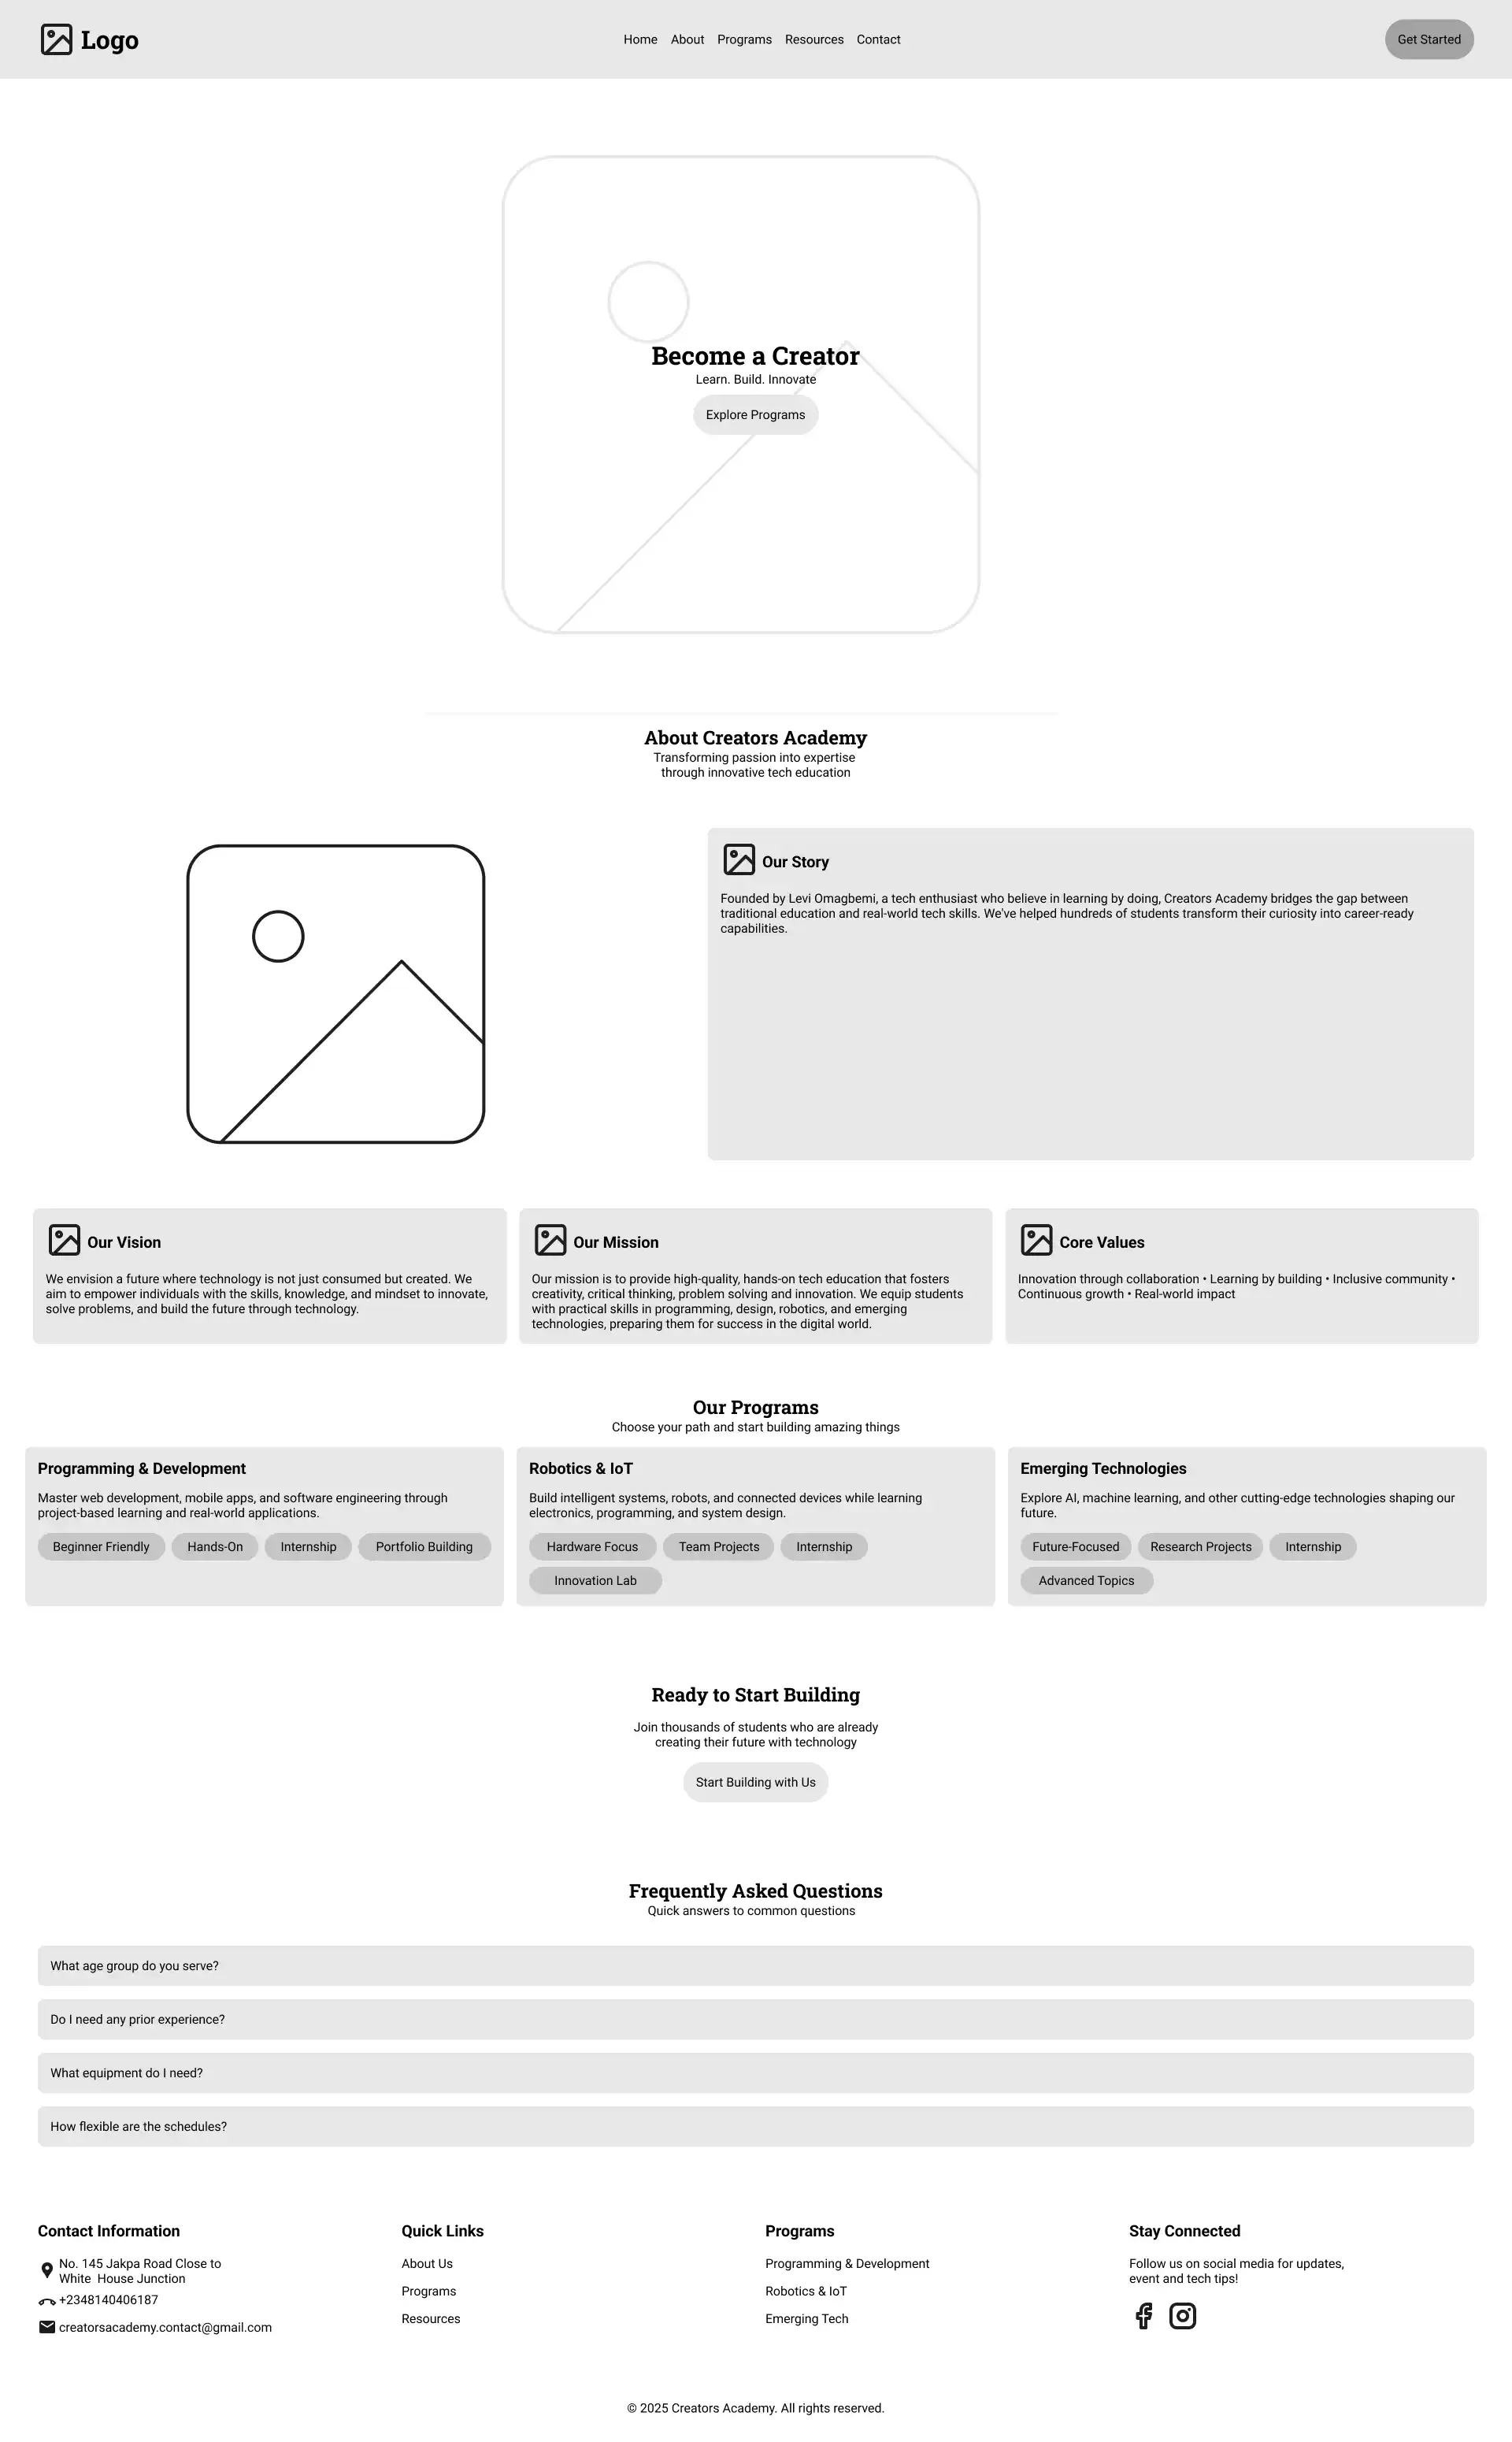 Logo
Home About Programs Resources Contact
Get Started
Become a Creator
Learn. Build. Innovate
Explore Programs
About Creators Academy
Transforming passion into expertise
through innovative tech education
Our Story
Founded by Levi Omagbemi, a tech enthusiast who believe in learning by doing, Creators Academy bridges the gap between
traditional education and real-world tech skills. We've helped hundreds of students transform their curiosity into career-ready
capabilities.
Our Vision
We envision a future where technology is not just consumed but created. We
aim to empower individuals with the skills, knowledge, and mindset to innovate,
solve problems, and build the future through technology.
Our Mission
Our mission is to provide high-quality, hands-on tech education that fosters
creativity, critical thinking, problem solving and innovation. We equip students
with practical skills in programming, design, robotics, and emerging
technologies, preparing them for success in the digital world.
Core Values
Innovation through collaboration • Learning by building • Inclusive community •
Continuous growth • Real-world impact
Our Programs
Choose your path and start building amazing things
Programming & Development
Master web development, mobile apps, and software engineering through
project-based learning and real-world applications.
Beginner Friendly Hands-On Internship Portfolio Building
Robotics & IoT
Build intelligent systems, robots, and connected devices while learning
electronics, programming, and system design.
Hardware Focus Team Projects Internship
Innovation Lab
Emerging Technologies
Explore AI, machine learning, and other cutting-edge technologies shaping our
future.
Future-Focused Research Projects Internship
Advanced Topics
Ready to Start Building
Join thousands of students who are already
creating their future with technology
Start Building with Us
Frequently Asked Questions
Quick answers to common questions
What age group do you serve?
Do I need any prior experience?
What equipment do I need?
How flexible are the schedules?
Contact Information
No. 145 Jakpa Road Close to
White House Junction
+2348140406187
creatorsacademy.contact@gmail.com
Quick Links
About Us
Programs
Resources
Programs
Programming & Development
Robotics & IoT
Emerging Tech
Stay Connected
Follow us on social media for updates,
event and tech tips!
© 2025 Creators Academy. All rights reserved.